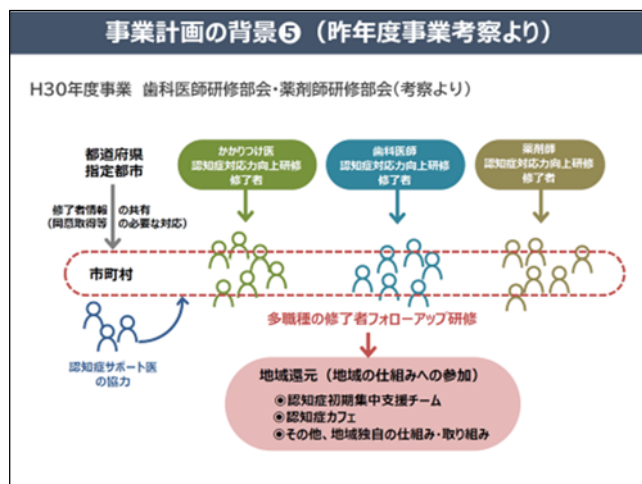 事業計画の背景❺（昨年度事業考察より）
H30年度事業 歯科医師研修部会・薬剤師研修部会(考察より)
都道府県
指定都市
かかりつけ医
認知症対応力向上研修
修了者
歯科医師
認知症対応力向上研修
修了者
薬剤師
認知症対応力向上研修
修了者
修了者情報 の共有
(同意取得等 の必要な対応)
市町村
多職種の修了者フォローアップ研修
認知症サポート医
の協力
地域還元（地域の仕組みへの参加）
◉認知症初期集中支援チーム
◉認知症カフェ
◉その他、地域独自の仕組み・取り組み